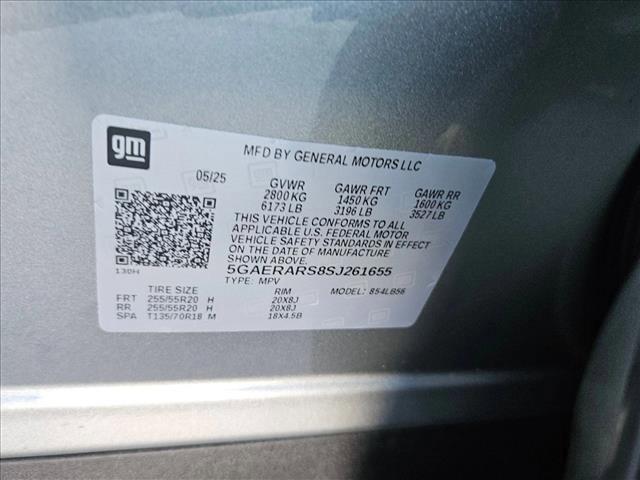 gm
MFD BY GENERAL MOTORS LLC
05/25 GVWR GAWR FRT GAWR RR
2800 KG 1450 KG 1600 KG
6173 LB 3196 LB 3527 LB
THIS VEHICLE CONFORMS TO ALL
APPLICABLE U.S. FEDERAL MOTOR
VEHICLE SAFETY STANDARDS IN EFFECT
ON THE DATE OF MANUFACTURE
SHOWN ABOVE.
130H
5GAERARS8SJ261655
TYPE: MPV MODEL: 854LB56
TIRE SIZE RIM
FRT 255/55R20 H 20X8J
RR 255/55R20 H 20X8J
SPA T135/70R18 M 18X4.5B